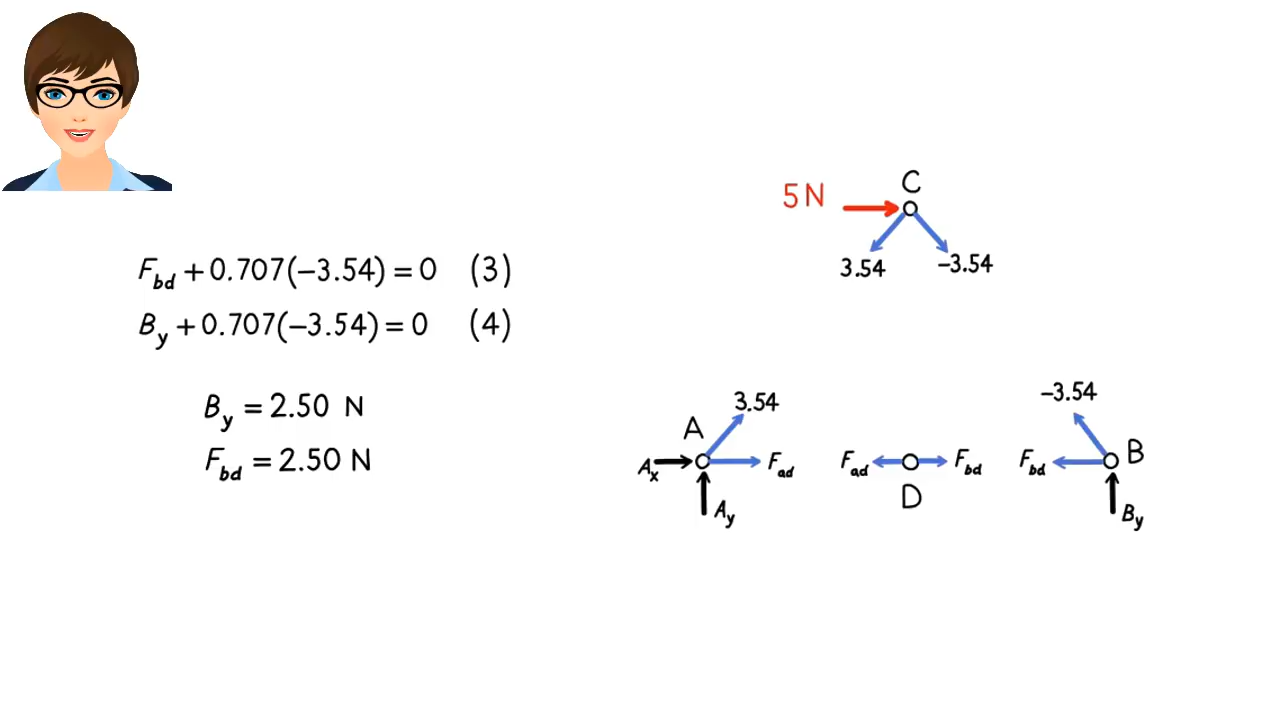 F_bd + 0.707(−3.54) = 0 (3)
B_y + 0.707(−3.54) = 0 (4)
B_y = 2.50 N
F_bd = 2.50 N
C
5 N
3.54
−3.54
A
3.54
A_x
F_ad
A_y
F_ad
F_bd
D
−3.54
F_bd
B
B_y